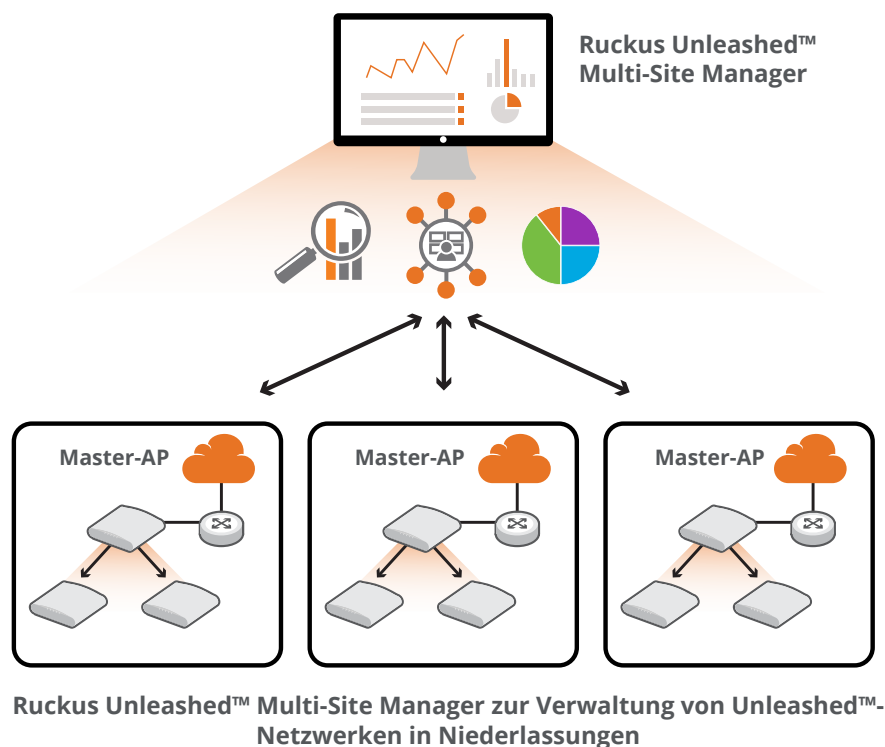 Ruckus Unleashed™
Multi-Site Manager
Master-AP
Master-AP
Master-AP
Ruckus Unleashed™ Multi-Site Manager zur Verwaltung von Unleashed™-
Netzwerken in Niederlassungen